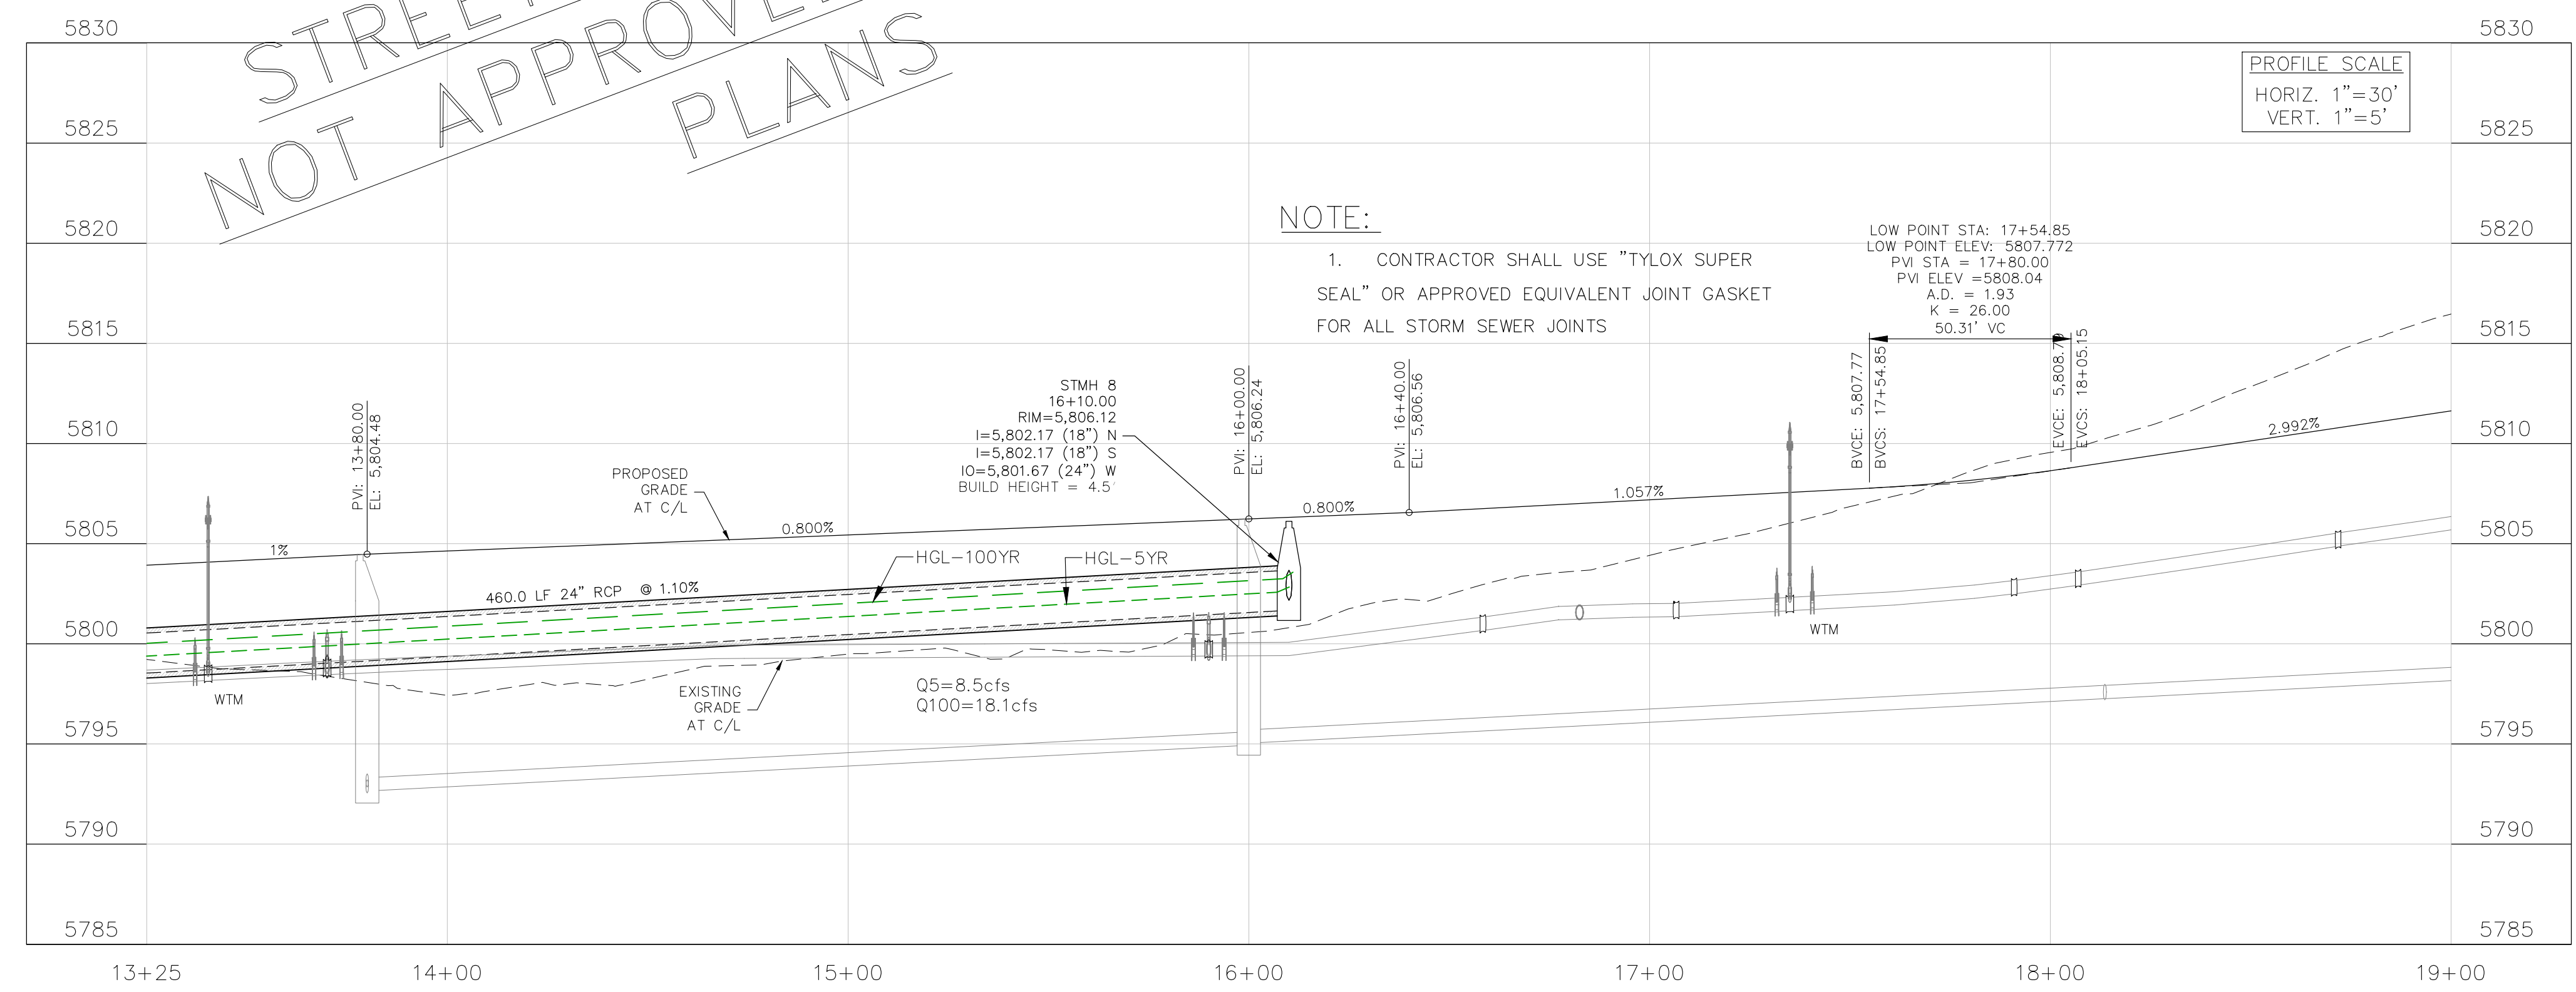 STREET
NOT APPROVED
PLANS
5830
5825
5820
5815
5810
5805
5800
5795
5790
5785
PROFILE SCALE
HORIZ. 1"=30'
VERT. 1"=5'
5830
5825
5820
5815
5810
5805
5800
5795
5790
5785
NOTE:
1. CONTRACTOR SHALL USE "TYLOX SUPER
SEAL" OR APPROVED EQUIVALENT JOINT GASKET
FOR ALL STORM SEWER JOINTS
LOW POINT STA: 17+54.85
LOW POINT ELEV: 5807.772
PVI STA = 17+80.00
PVI ELEV =5808.04
A.D. = 1.93
K = 26.00
50.31' VC
BVCE: 5,807.77
BVCS: 17+54.85
EVCE:
EVCS: 18+05.15
PVI: 13+80.00
EL: 5,804.48
STMH 8
16+10.00
RIM=5,806.12
I=5,802.17 (18") N
I=5,802.17 (18") S
IO=5,801.67 (24") W
BUILD HEIGHT = 4.5'
PVI: 16+00.00
EL: 5,806.24
PVI: 16+40.00
EL: 5,806.56
PROPOSED
GRADE
AT C/L
1%
0.800%
0.800%
1.057%
2.992%
HGL-100YR
HGL-5YR
460.0 LF 24" RCP @ 1.10%
WTM
WTM
EXISTING
GRADE
AT C/L
Q5=8.5cfs
Q100=18.1cfs
13+25
14+00
15+00
16+00
17+00
18+00
19+00